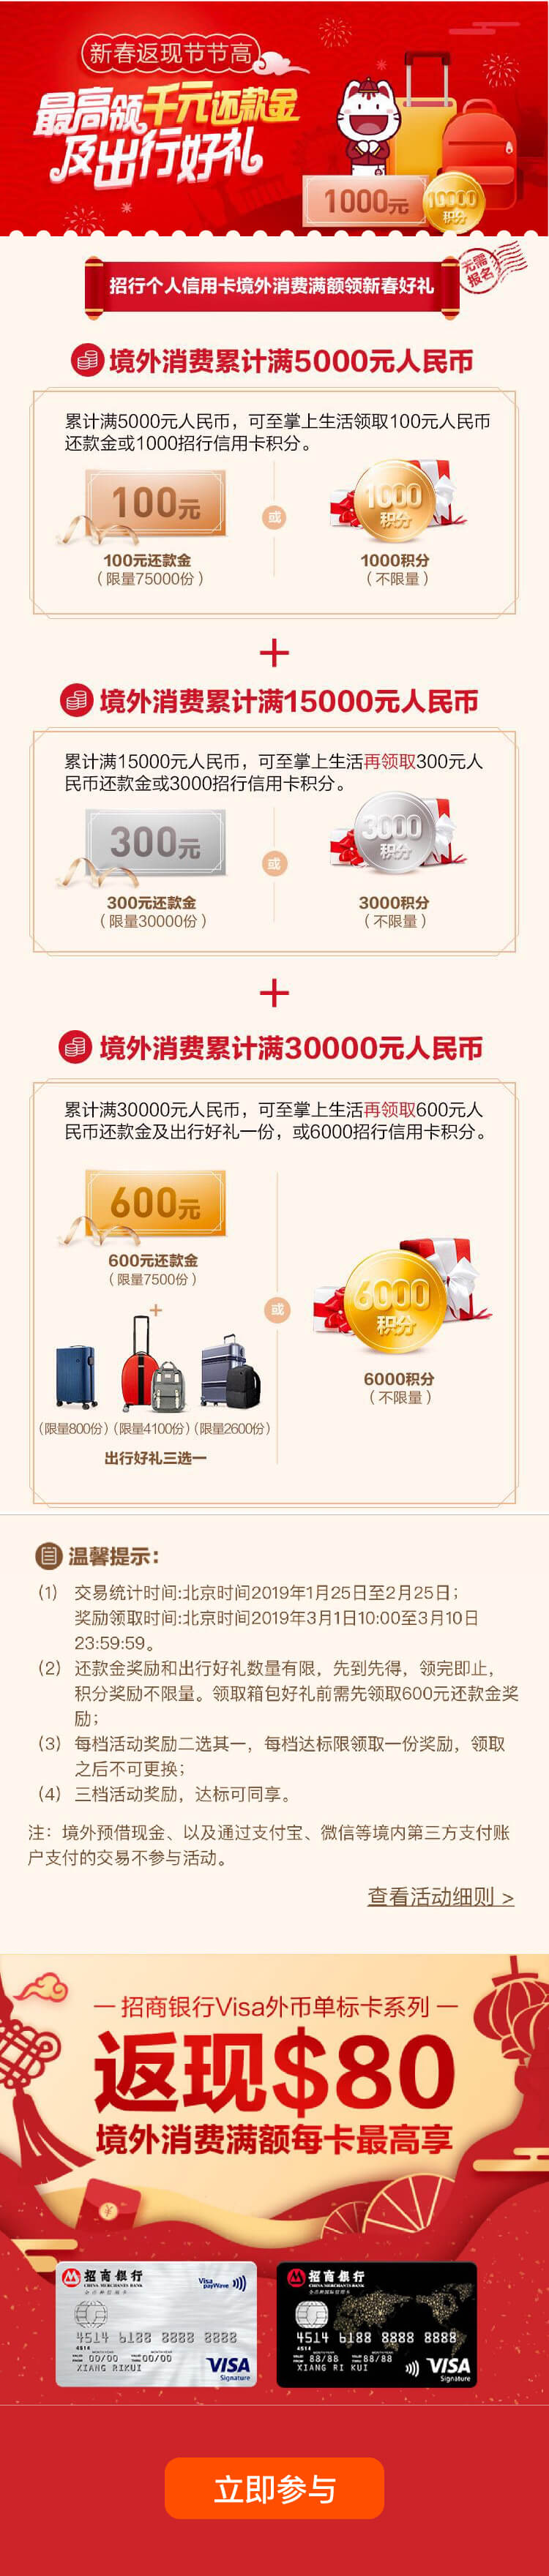 新春返现节节高
最高领千元还款金
及出行好礼
1000元
10000
积分
无需
报名
招行个人信用卡境外消费满额领新春好礼
境外消费累计满5000元人民币
累计满5000元人民币，可至掌上生活领取100元人民币
还款金或1000招行信用卡积分。
100元
或
1000
积分
100元还款金
1000积分
（限量75000份）
（不限量）
+
境外消费累计满15000元人民币
累计满15000元人民币，可至掌上生活再领取300元人
民币还款金或3000招行信用卡积分。
300元
或
3000
积分
300元还款金
3000积分
（限量30000份）
（不限量）
+
境外消费累计满30000元人民币
累计满30000元人民币，可至掌上生活再领取600元人
民币还款金及出行好礼一份，或6000招行信用卡积分。
600元
600元还款金
（限量7500份）
+
或
6000
积分
6000积分
（不限量）
（限量800份）（限量4100份）（限量2600份）
出行好礼三选一
温馨提示：
(1) 交易统计时间:北京时间2019年1月25日至2月25日；
奖励领取时间:北京时间2019年3月1日10:00至3月10日
23:59:59。
(2) 还款金奖励和出行好礼数量有限，先到先得，领完即止，
积分奖励不限量。领取箱包好礼前需先领取600元还款金奖
励；
(3) 每档活动奖励二选其一，每档达标限领取一份奖励，领取
之后不可更换；
(4) 三档活动奖励，达标可同享。
注：境外预借现金、以及通过支付宝、微信等境内第三方支付账
户支付的交易不参与活动。
查看活动细则 >
— 招商银行Visa外币单标卡系列 —
返现$80
境外消费满额每卡最高享
招商银行
CHINA MERCHANTS BANK
Visa
payWave
4514 6188 8888 8888
4514
00/00 00/00
XIANG RIKUI
VISA
Signature
招商银行
CHINA MERCHANTS BANK
4514 6188 8888 8888
4514
88/88 88/88
XIANG RI KUI
VISA
Signature
立即参与